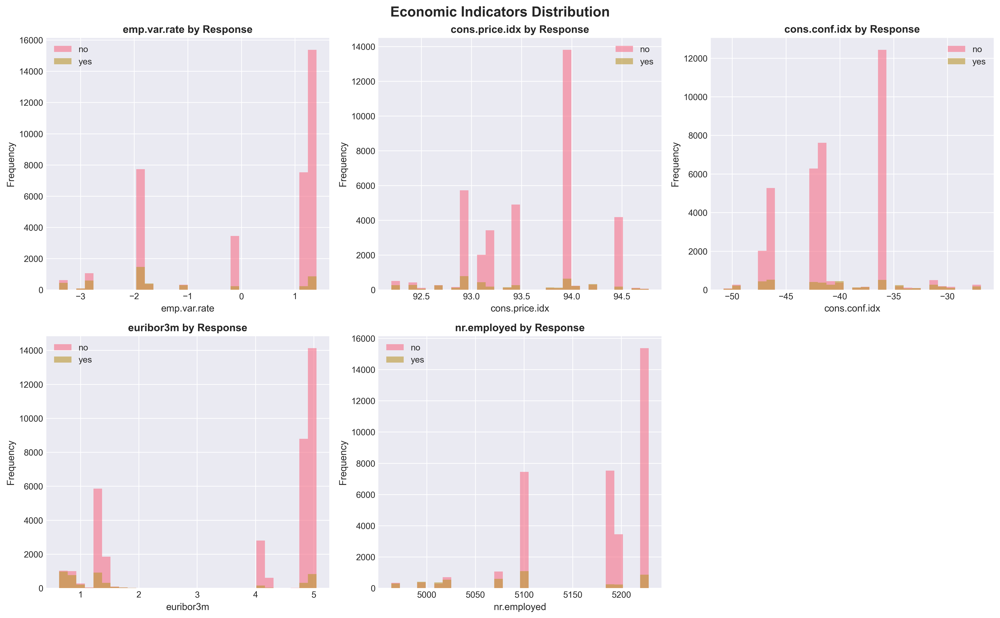 Economic Indicators Distribution
emp.var.rate by Response
16000
14000
12000
10000
8000
6000
4000
2000
0
Frequency
no
yes
−3
−2
−1
0
1
emp.var.rate
cons.price.idx by Response
14000
12000
10000
8000
6000
4000
2000
0
Frequency
no
yes
92.5
93.0
93.5
94.0
94.5
cons.price.idx
cons.conf.idx by Response
12000
10000
8000
6000
4000
2000
0
Frequency
no
yes
−50
−45
−40
−35
−30
cons.conf.idx
euribor3m by Response
14000
12000
10000
8000
6000
4000
2000
0
Frequency
no
yes
1
2
3
4
5
euribor3m
nr.employed by Response
16000
14000
12000
10000
8000
6000
4000
2000
0
Frequency
no
yes
5000
5050
5100
5150
5200
nr.employed